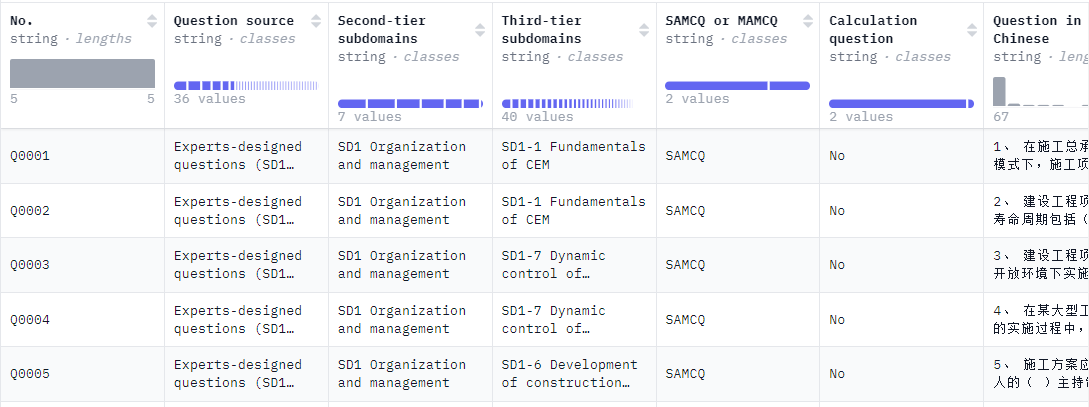 No.
string · lengths
5 5
Question source
string · classes
36 values
Second-tier
subdomains
string · classes
7 values
Third-tier
subdomains
string · classes
40 values
SAMCQ or MAMCQ
string · classes
2 values
Calculation
question
string · classes
2 values
Question in
Chinese
string · leng
67
Q0001
Experts-designed
questions (SD1…
SD1 Organization
and management
SD1-1 Fundamentals
of CEM
SAMCQ
No
1、 在施工总承
模式下，施工项
Q0002
Experts-designed
questions (SD1…
SD1 Organization
and management
SD1-1 Fundamentals
of CEM
SAMCQ
No
2、 建设工程项
寿命周期包括（
Q0003
Experts-designed
questions (SD1…
SD1 Organization
and management
SD1-7 Dynamic
control of…
SAMCQ
No
3、 建设工程项
开放环境下实施
Q0004
Experts-designed
questions (SD1…
SD1 Organization
and management
SD1-7 Dynamic
control of…
SAMCQ
No
4、 在某大型工
的实施过程中，
Q0005
Experts-designed
questions (SD1…
SD1 Organization
and management
SD1-6 Development
of construction…
SAMCQ
No
5、 施工方案应
人的（ ）主持